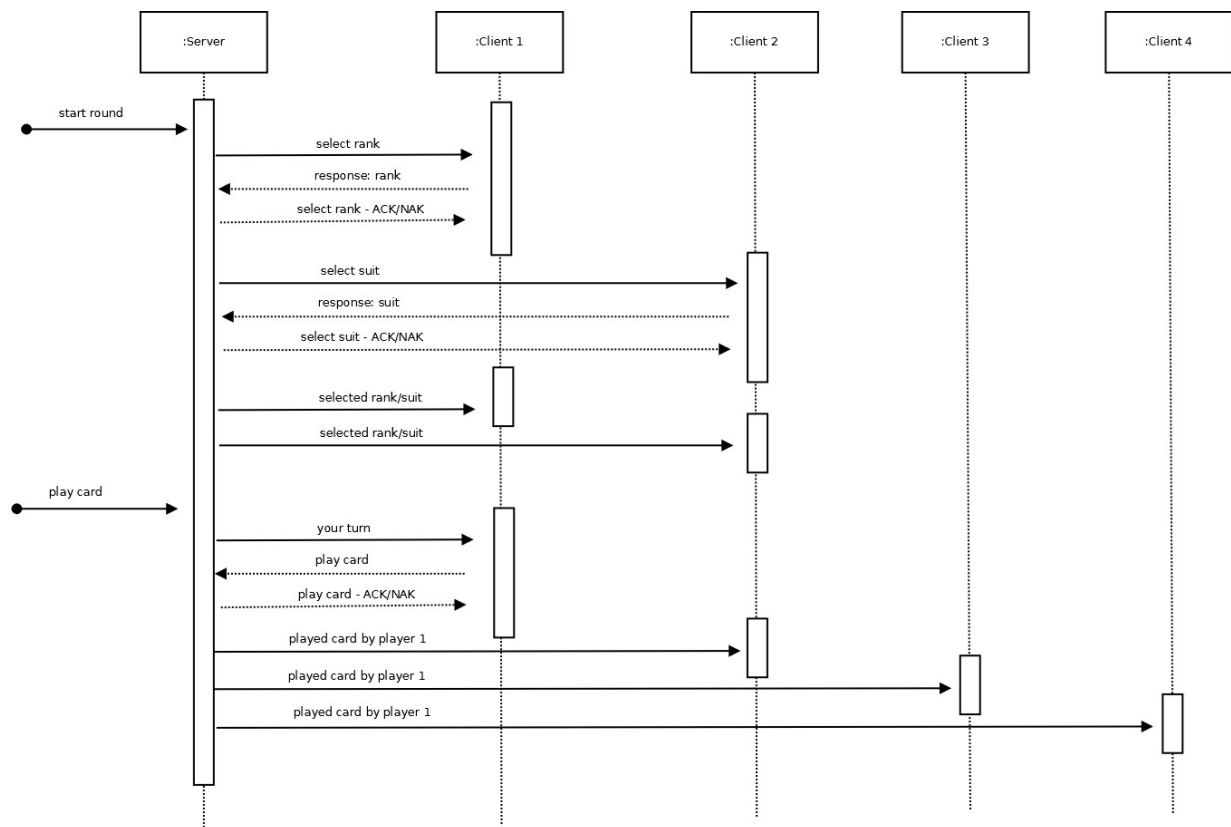 :Server
:Client 1
:Client 2
:Client 3
:Client 4
start round
select rank
response: rank
select rank - ACK/NAK
select suit
response: suit
select suit - ACK/NAK
selected rank/suit
selected rank/suit
play card
your turn
play card
play card - ACK/NAK
played card by player 1
played card by player 1
played card by player 1